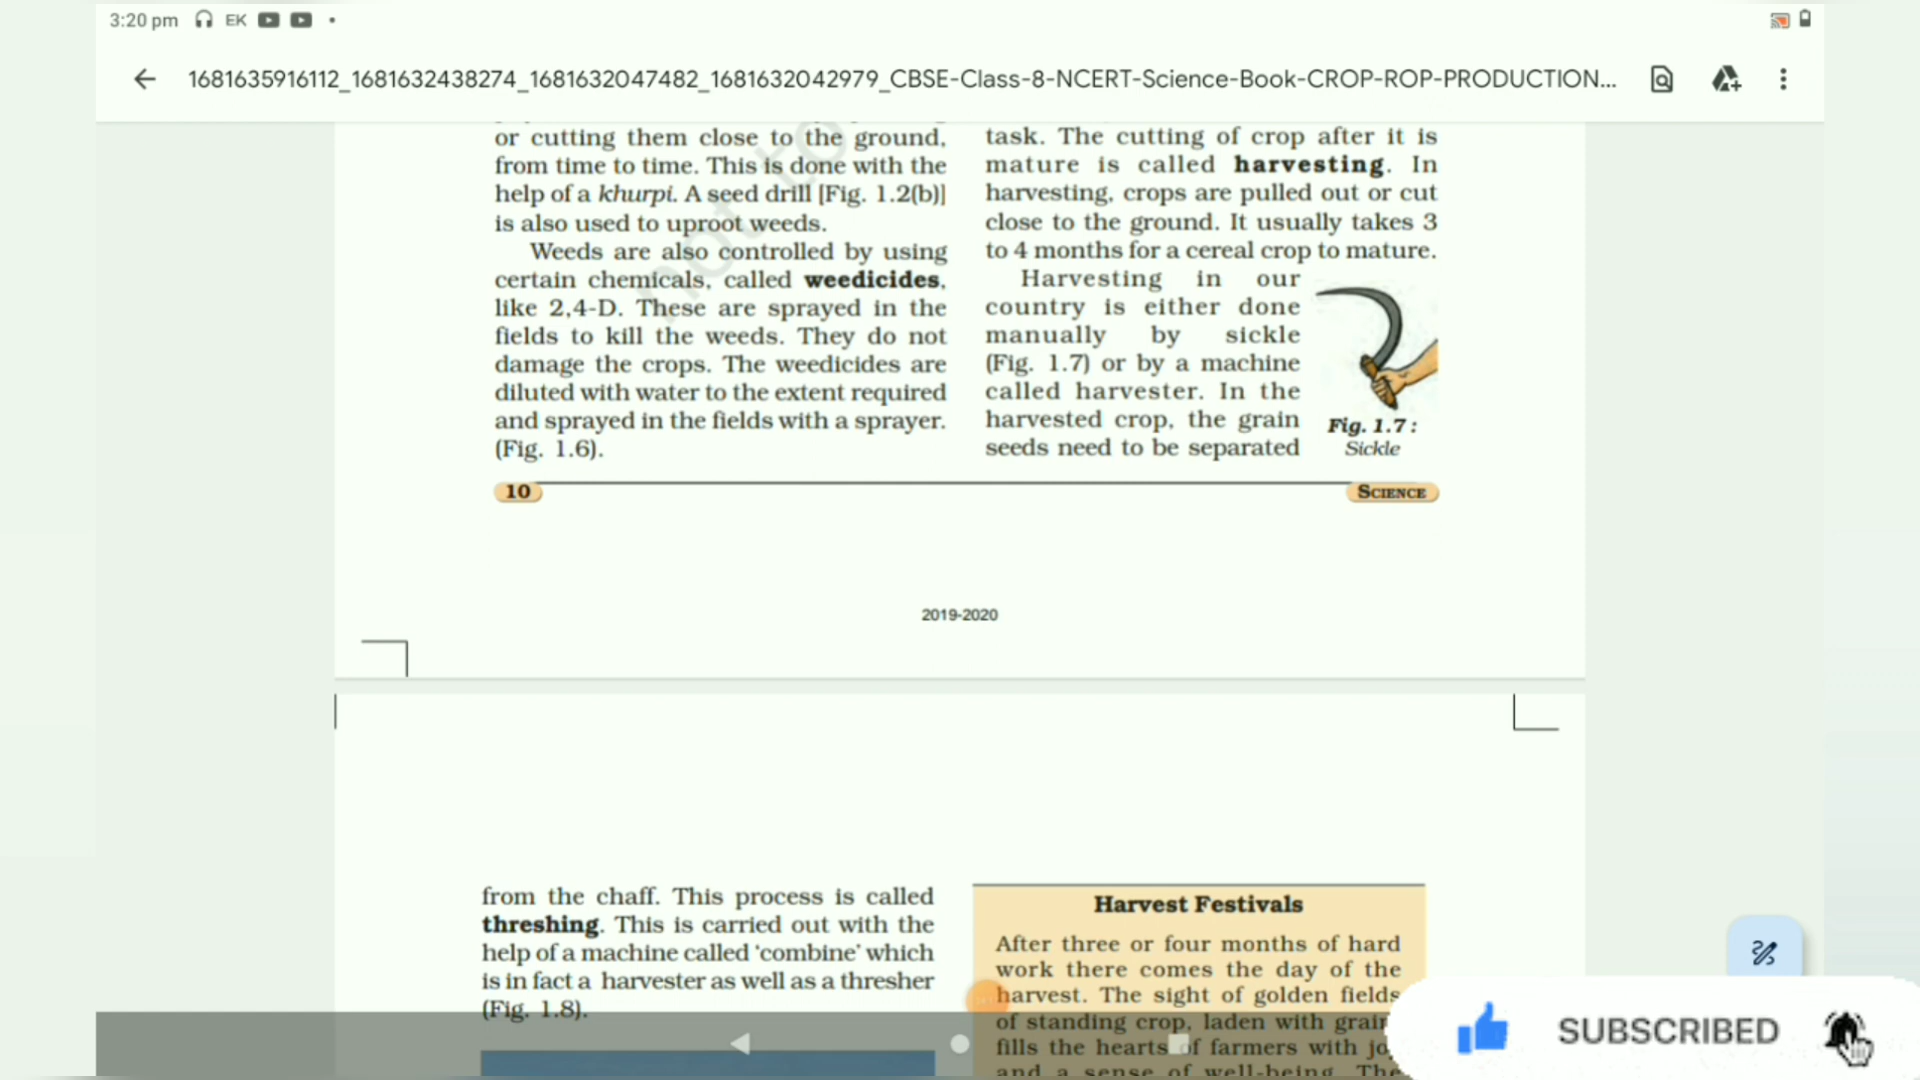 3:20 pm EK
1681635916112_1681632438274_1681632047482_1681632042979_CBSE-Class-8-NCERT-Science-Book-CROP-ROP-PRODUCTION...
or cutting them close to the ground,
from time to time. This is done with the
help of a khurpi. A seed drill [Fig. 1.2(b)]
is also used to uproot weeds.
Weeds are also controlled by using
certain chemicals, called weedicides,
like 2,4-D. These are sprayed in the
fields to kill the weeds. They do not
damage the crops. The weedicides are
diluted with water to the extent required
and sprayed in the fields with a sprayer.
(Fig. 1.6).
task. The cutting of crop after it is
mature is called harvesting. In
harvesting, crops are pulled out or cut
close to the ground. It usually takes 3
to 4 months for a cereal crop to mature.
Harvesting in our
country is either done
manually by sickle
(Fig. 1.7) or by a machine
called harvester. In the
harvested crop, the grain
seeds need to be separated
Fig. 1.7 :
Sickle
not to
10
SCIENCE
2019-2020
from the chaff. This process is called
threshing. This is carried out with the
help of a machine called ‘combine’ which
is in fact a harvester as well as a thresher
(Fig. 1.8).
Harvest Festivals
After three or four months of hard
work there comes the day of the
harvest. The sight of golden fields
of standing crop, laden with grain
fills the hearts of farmers with jo
and a sense of well-being. The
SUBSCRIBED